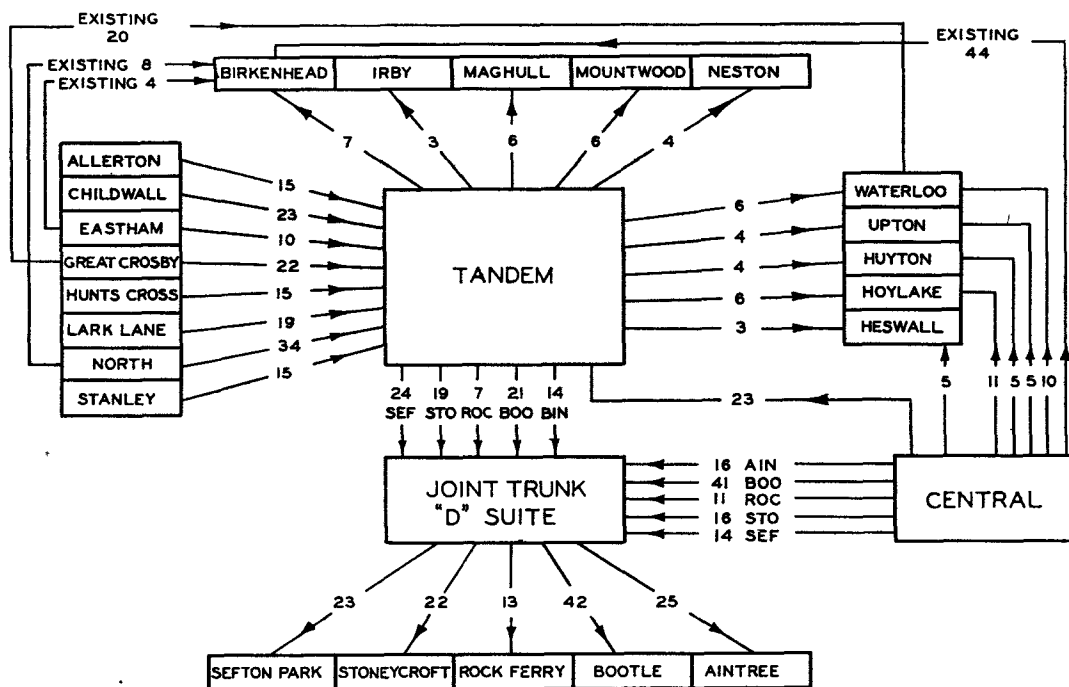 EXISTING
20
EXISTING
44
EXISTING 8
EXISTING 4
BIRKENHEAD IRBY MAGHULL MOUNTWOOD NESTON
7 3 6 6 4
ALLERTON
CHILDWALL
EASTHAM
GREAT CROSBY
HUNTS CROSS
LARK LANE
NORTH
STANLEY
15
23
10
22
15
19
34
15
TANDEM
6
4
4
6
3
WATERLOO
UPTON
HUYTON
HOYLAKE
HESWALL
5 11 5 5 10
24 19 7 21 14
SEF STO ROC BOO BIN
23
JOINT TRUNK
"D" SUITE
16 AIN
41 BOO
11 ROC
16 STO
14 SEF
CENTRAL
23 22 13 42 25
SEFTON PARK STONEYCROFT ROCK FERRY BOOTLE AINTREE